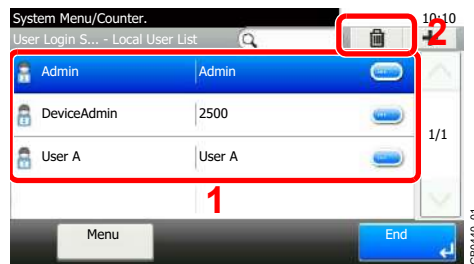 System Menu/Counter. 10:10
User Login S... - Local User List 2
Admin Admin
DeviceAdmin 2500
1/1
User A User A
1
Menu End